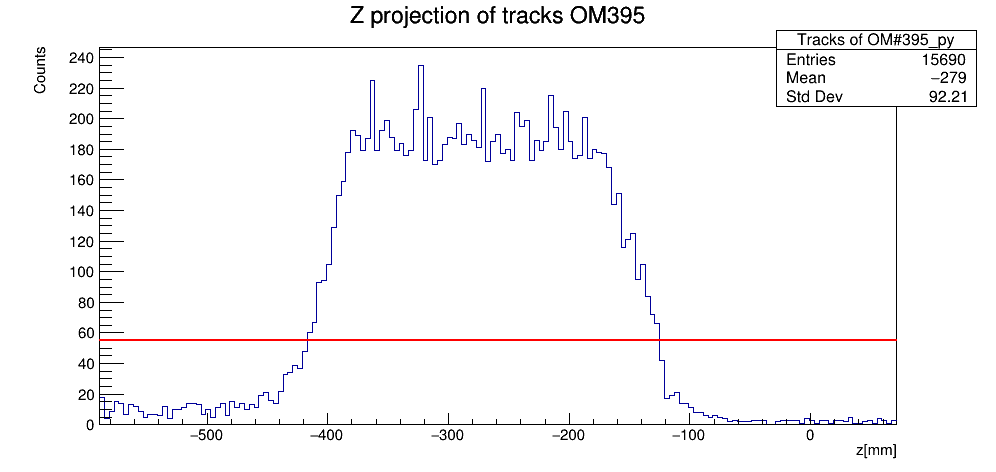 Z projection of tracks OM395
Counts
Tracks of OM#395_py
Entries 15690
Mean −279
Std Dev 92.21
240
220
200
180
160
140
120
100
80
60
40
20
0
−500 −400 −300 −200 −100 0
z[mm]